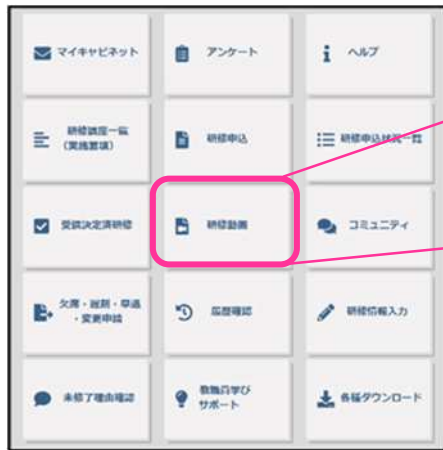 マイキャビネット
アンケート
ヘルプ
研修講座一覧
(実施要項)
研修申込
研修申込状況一覧
受講決定済研修
研修動画
コミュニティ
欠席・遅刻・早退
・変更申請
履歴確認
研修情報入力
未修了理由確認
教職員学び
サポート
各種ダウンロード